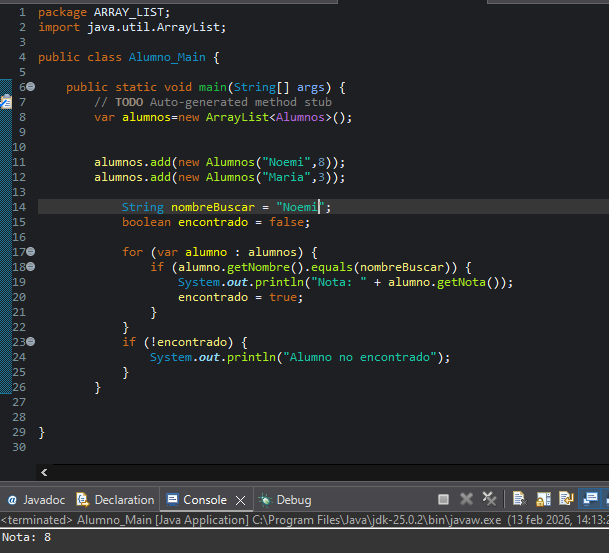 1 package ARRAY_LIST;
2 import java.util.ArrayList;
3
4 public class Alumno_Main {
5
6 public static void main(String[] args) {
7 // TODO Auto-generated method stub
8 var alumnos=new ArrayList<Alumnos>();
9
10
11 alumnos.add(new Alumnos("Noemi",8));
12 alumnos.add(new Alumnos("Maria",3));
13
14 String nombreBuscar = "Noemi";
15 boolean encontrado = false;
16
17 for (var alumno : alumnos) {
18 if (alumno.getNombre().equals(nombreBuscar)) {
19 System.out.println("Nota: " + alumno.getNota());
20 encontrado = true;
21 }
22 }
23 if (!encontrado) {
24 System.out.println("Alumno no encontrado");
25 }
26 }
27
28
29 }
30
@ Javadoc Declaration Console Debug
<terminated> Alumno_Main [Java Application] C:\Program Files\Java\jdk-25.0.2\bin\javaw.exe (13 feb 2026, 14:13:2
Nota: 8